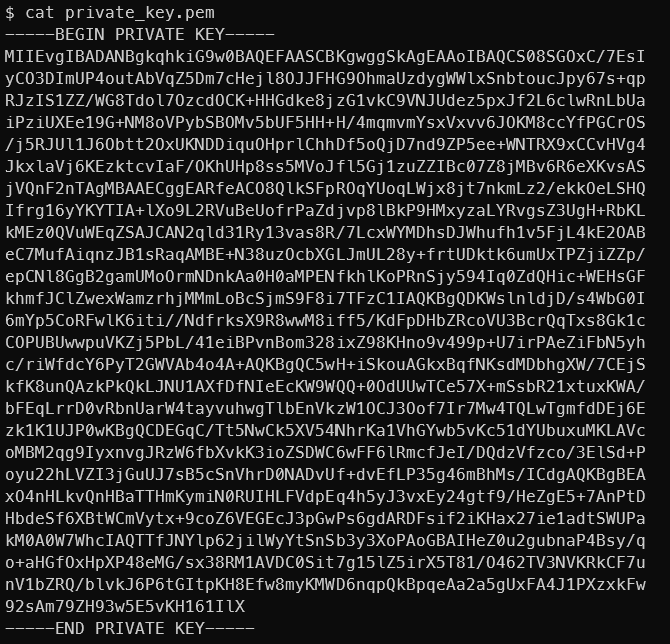 $ cat private_key.pem
-----BEGIN PRIVATE KEY-----
MIIEvgIBADANBgkqhkiG9w0BAQEFAASCBKgwggSkAgEAAoIBAQCS08SGOxC/7EsI
yCO3DImUP4outAbVqZ5Dm7cHejl8OJJFHG9OhmaUzdygWWlxSnbtoucJpy67s+qp
RJzIS1ZZ/WG8Tdol7OzcdOCK+HHGdke8jzG1vkC9VNJUdez5pxJf2L6clwRnLbUa
iPziUXEe19G+NM8oVPybSBOMv5bUF5HH+H/4mqmvmYsxVxvv6JOKM8ccYfPGCrOS
/j5RJUl1J6Obtt2OxUKNDDiquOHprlChhDf5oQjD7nd9ZP5ee+WNTRX9xCCvHVg4
JkxlaVj6KEzktcvIaF/OKhUHp8ss5MVoJfl5Gj1zuZZIBc07Z8jMBv6R6eXKvsAS
jVQnF2nTAgMBAAECggEARfeACO8QlkSFpROqYUoqLWjx8jt7nkmLz2/ekkOeLSHQ
Ifrg16yYKYTIA+lXo9L2RVuBeUofrPaZdjvp8lBkP9HMxyzaLYRvgsZ3UgH+RbKL
kMEz0QVuWEqZSAJCAN2qld31Ry13vas8R/7LcxWYMDhsDJWhufh1v5FjL4kE2OAB
eC7MufAiqnzJB1sRaqAMBE+N38uzOcbXGLJmUL28y+frtUDktk6umUxTPZjiZZp/
epCNl8GgB2gamUMoOrmNDnkAa0H0aMPENfkhlKoPRnSjy594Iq0ZdQHic+WEHsGF
khmfJClZwexWamzrhjMMmLoBcSjmS9F8i7TFzC1IAQKBgQDKWslnldjD/s4WbG0I
6mYp5CoRFwlK6iti//NdfrksX9R8wwM8iff5/KdFpDHbZRcoVU3BcrQqTxs8Gk1c
COPUBUwwpuVKZj5PbL/41eiBPvnBom328ixZ98KHno9v499p+U7irPAeZiFbN5yh
c/riWfdcY6PyT2GWVAb4o4A+AQKBgQC5wH+iSkouAGkxBqfNKsdMDbhgXW/7CEjS
kfK8unQAzkPkQkLJNU1AXfDfNIeEcKW9WQQ+0OdUUwTCe57X+mSsbR21xtuxKWA/
bFEqLrrD0vRbnUarW4tayvuhwgTlbEnVkzW1OCJ3Oof7Ir7Mw4TQLwTgmfdDEj6E
zk1K1UJP0wKBgQCDEGqC/Tt5NwCk5XV54NhrKa1VhGYwb5vKc51dYUbuxuMKLAVc
oMBM2qg9IyxnvgJRzW6fbXvkK3ioZSDWC6wFF6lRmcfJeI/DQdzVfzco/3ElSd+P
oyu22hLVZI3jGuUJ7sB5cSnVhrD0NADvUf+dvEfLP35g46mBhMs/ICdgAQKBgBEA
xO4nHLkvQnHBaTTHmKymiN0RUIHLFVdpEq4h5yJ3vxEy24gtf9/HeZgE5+7AnPtD
HbdeSf6XBtWCmVytx+9coZ6VEGEcJ3pGwPs6gdARDFsif2iKHax27ie1adtSWUPa
kM0A0W7WhcIAQTTfJNYlp62jilWyYtSnSb3y3XoPAoGBAIHeZ0u2gubnaP4Bsy/q
o+aHGfOxHpXP48eMG/sx38RM1AVDC0Sit7g15lZ5irX5T81/O462TV3NVKRkCF7u
nV1bZRQ/blvkJ6P6tGItpKH8Efw8myKMWD6nqpQkBpqeAa2a5gUxFA4J1PXzxkFw
92sAm79ZH93w5E5vKH161IlX
-----END PRIVATE KEY-----